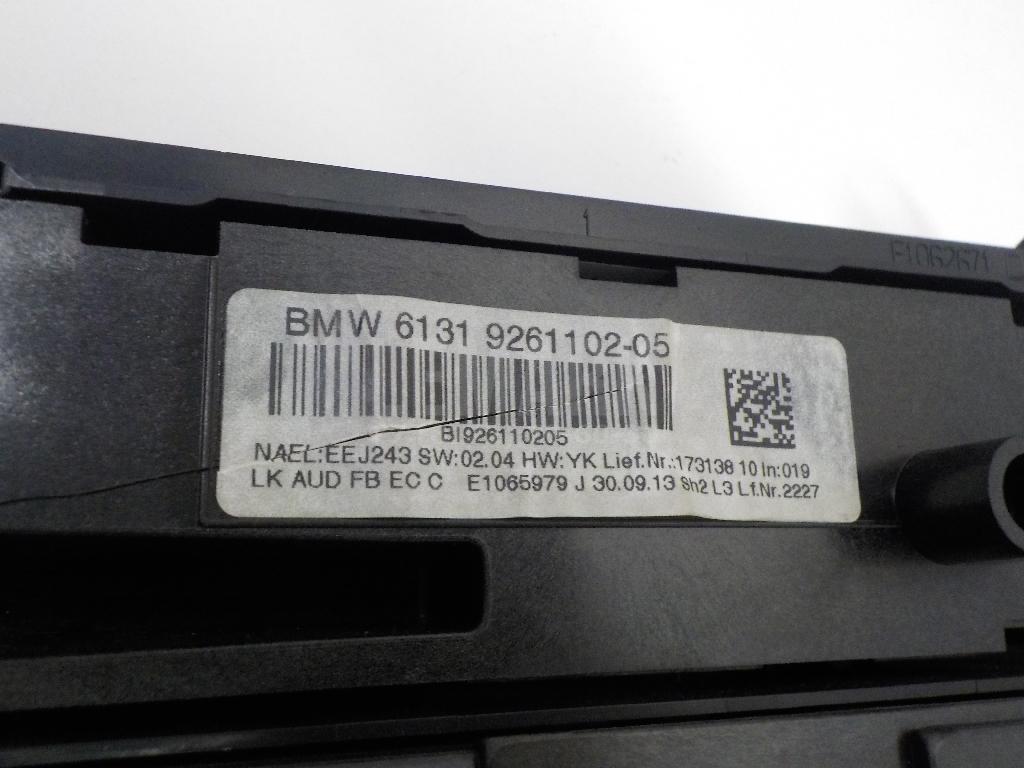 1
F1062671
BMW 6131 9261102-05
BI926110205
NAEL:EEJ243 SW:02.04 HW:YK Lief.Nr.:173138 10 In:019
LK AUD FB EC C E1065979 J 30.09.13 Sh2 L3 Lf.Nr.2227